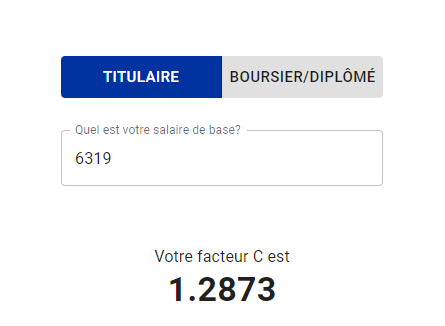 TITULAIRE BOURSIER/DIPLÔMÉ
Quel est votre salaire de base?
6319
Votre facteur C est
1.2873